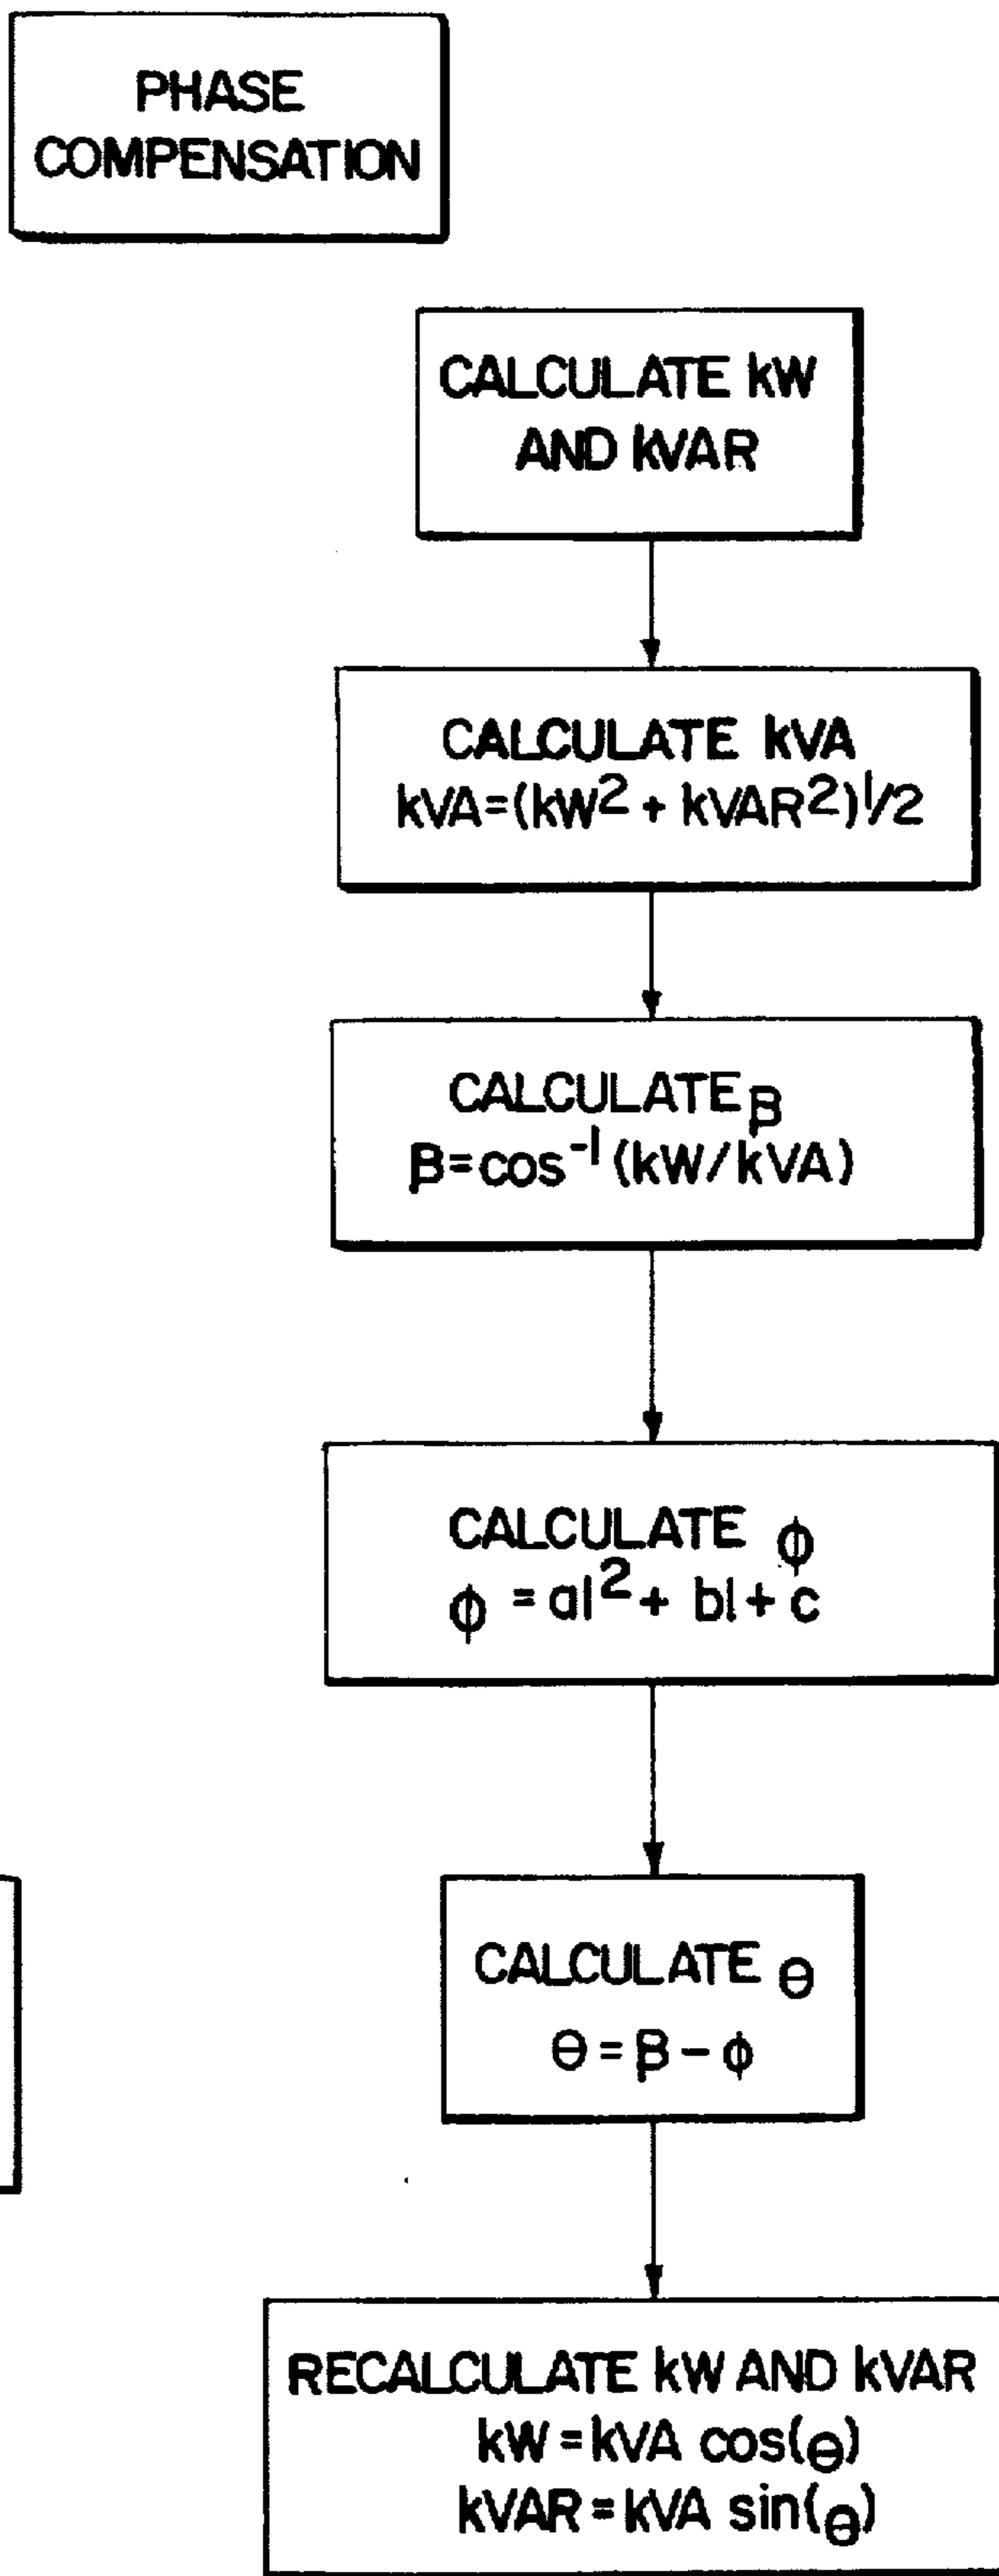 PHASE
COMPENSATION
CALCULATE kW
AND kVAR
CALCULATE kVA
kVA=(kW² + kVAR²)1/2
CALCULATE β
β=cos⁻¹ (kW/kVA)
CALCULATE ϕ
ϕ = aI² + bI + c
CALCULATE θ
θ = β - ϕ
RECALCULATE kW AND kVAR
kW = kVA cos(θ)
kVAR = kVA sin(θ)